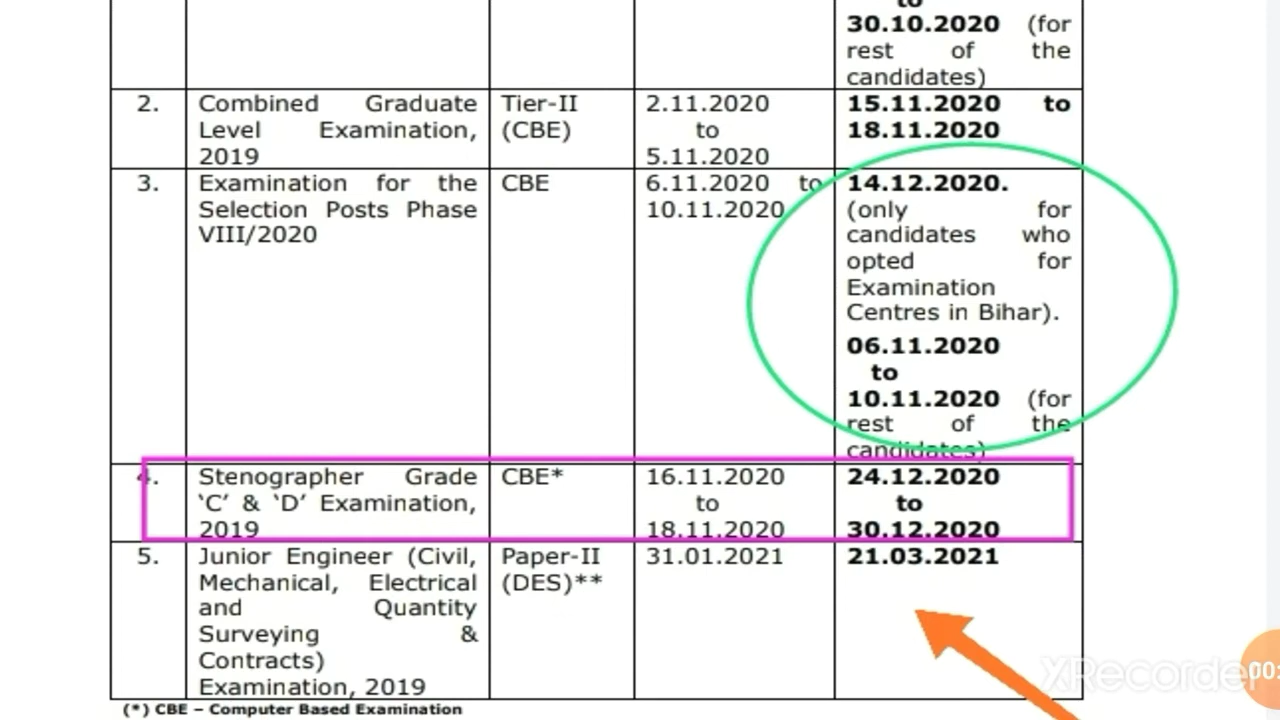 to
30.10.2020 (for
rest of the
candidates)
2. Combined Graduate Tier-II 2.11.2020 15.11.2020 to
Level Examination, (CBE) to 18.11.2020
2019 5.11.2020
3. Examination for the CBE 6.11.2020 to 14.12.2020.
Selection Posts Phase 10.11.2020 (only for
VIII/2020 candidates who
opted for
Examination
Centres in Bihar).
06.11.2020
to
10.11.2020 (for
rest of the
candidates)
4. Stenographer Grade CBE* 16.11.2020 24.12.2020
‘C’ & ‘D’ Examination, to to
2019 18.11.2020 30.12.2020
5. Junior Engineer (Civil, Paper-II 31.01.2021 21.03.2021
Mechanical, Electrical (DES)**
and Quantity
Surveying &
Contracts)
Examination, 2019
(*) CBE – Computer Based Examination
XRecorder
00: